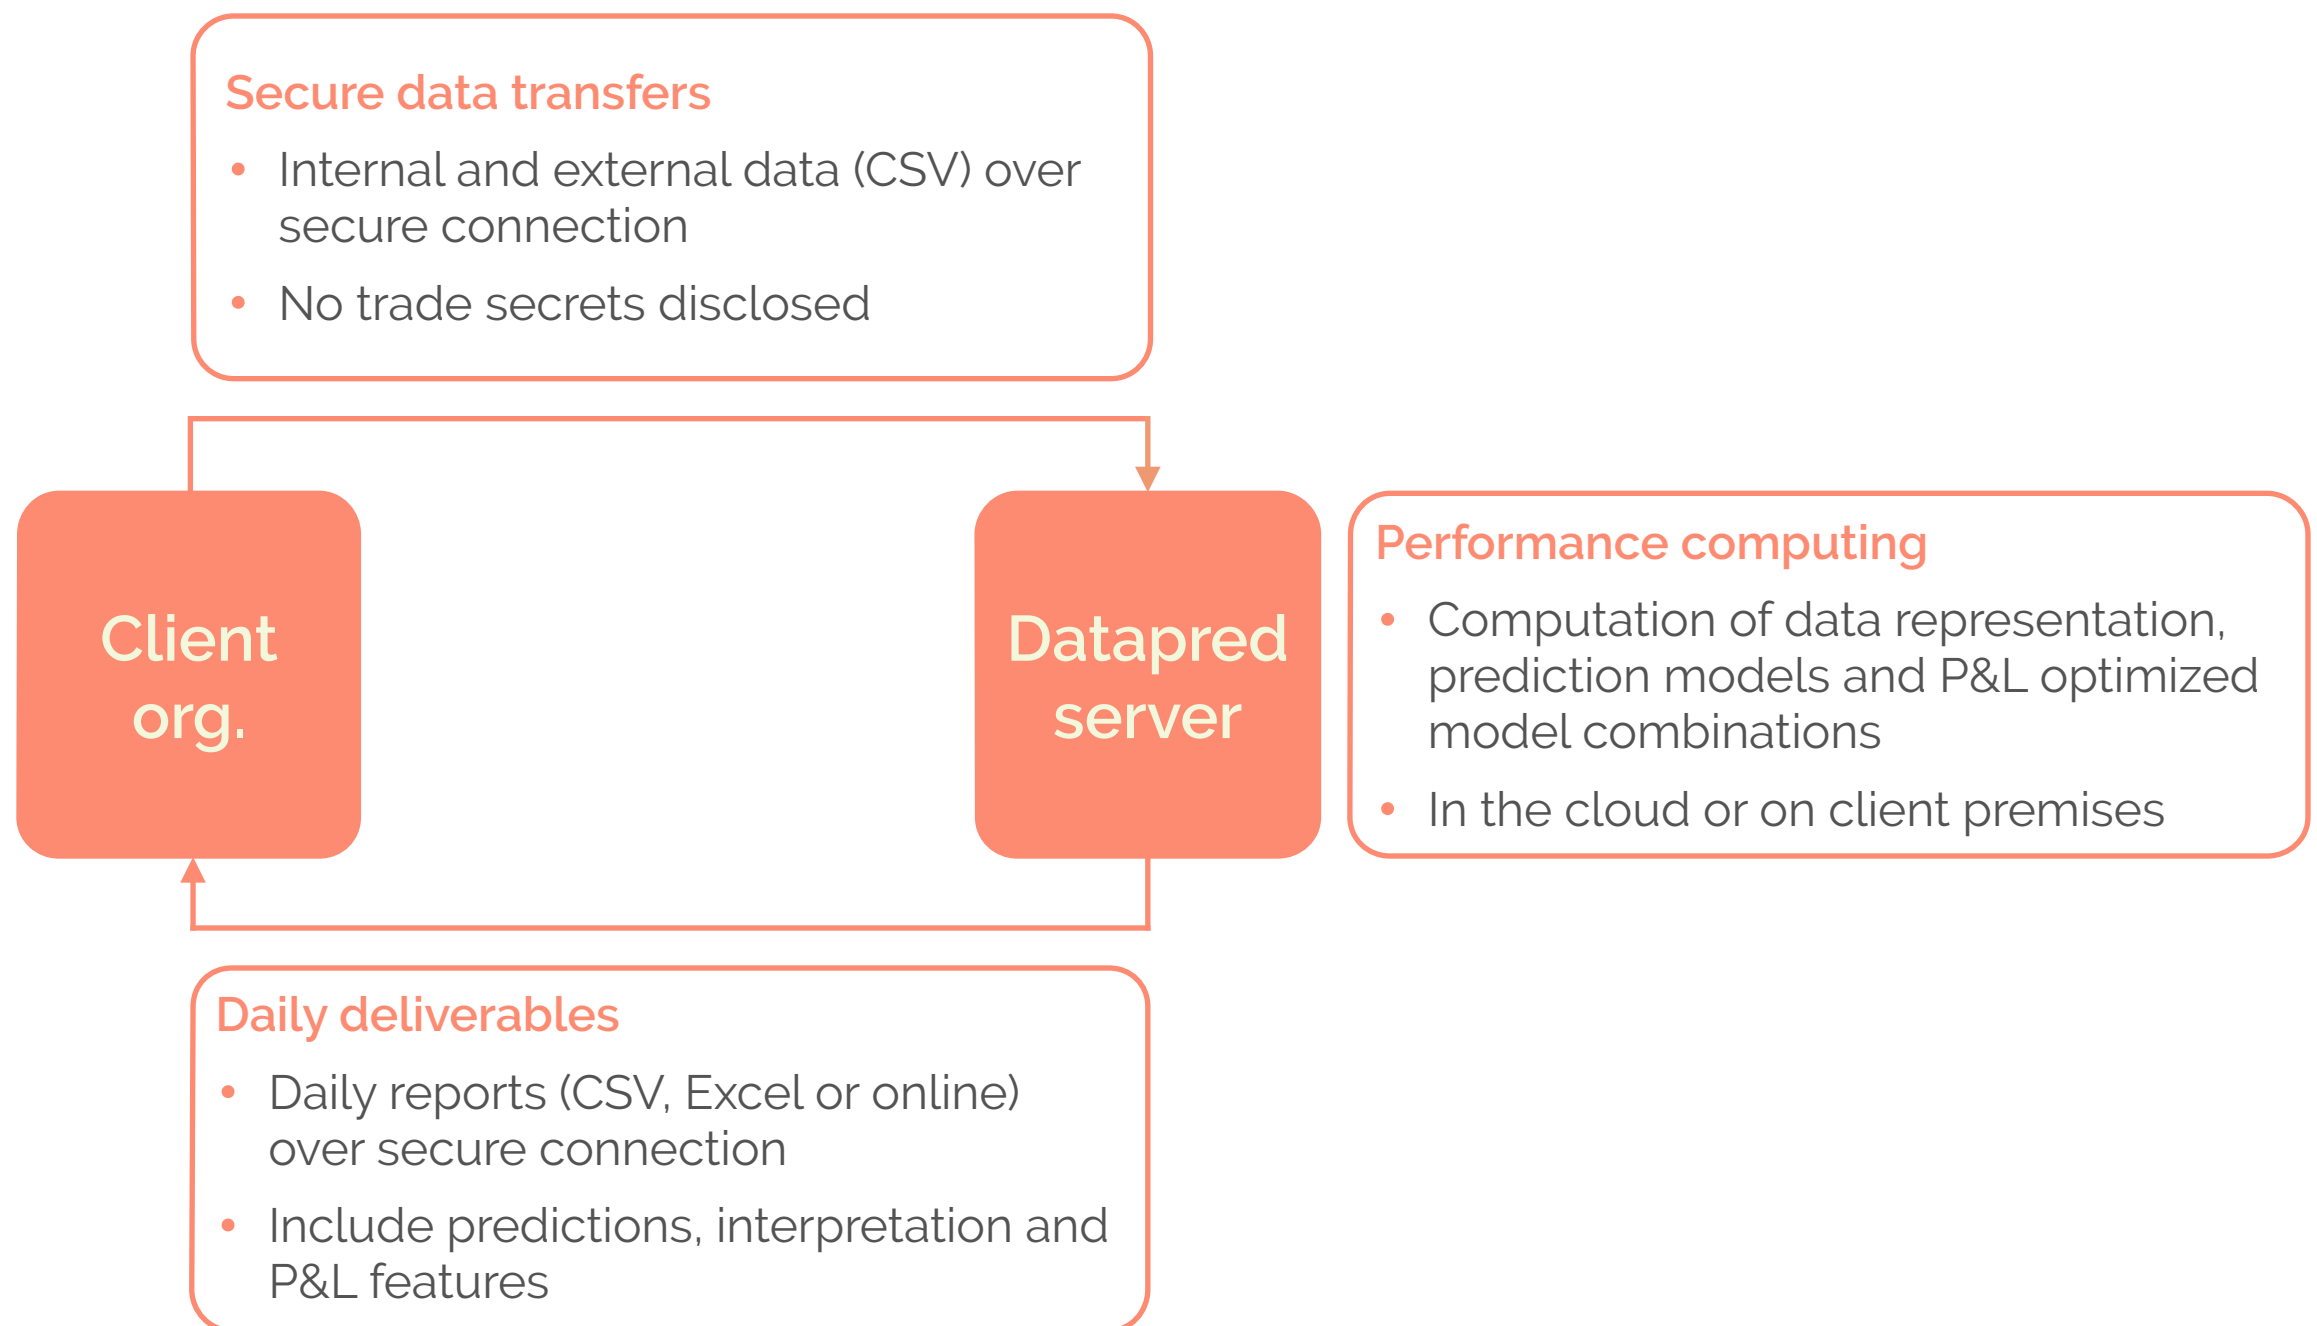 Secure data transfers
• Internal and external data (CSV) over
secure connection
• No trade secrets disclosed
Client
org.
Datapred
server
Performance computing
• Computation of data representation,
prediction models and P&L optimized
model combinations
• In the cloud or on client premises
Daily deliverables
• Daily reports (CSV, Excel or online)
over secure connection
• Include predictions, interpretation and
P&L features